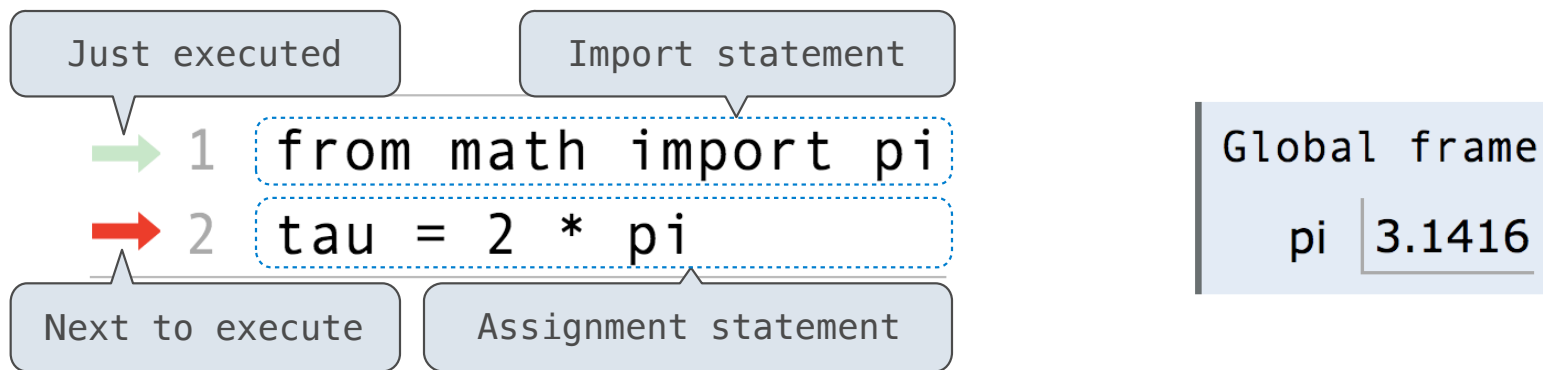 Just executed
Import statement
1 from math import pi
2 tau = 2 * pi
Next to execute
Assignment statement
Global frame
pi 3.1416